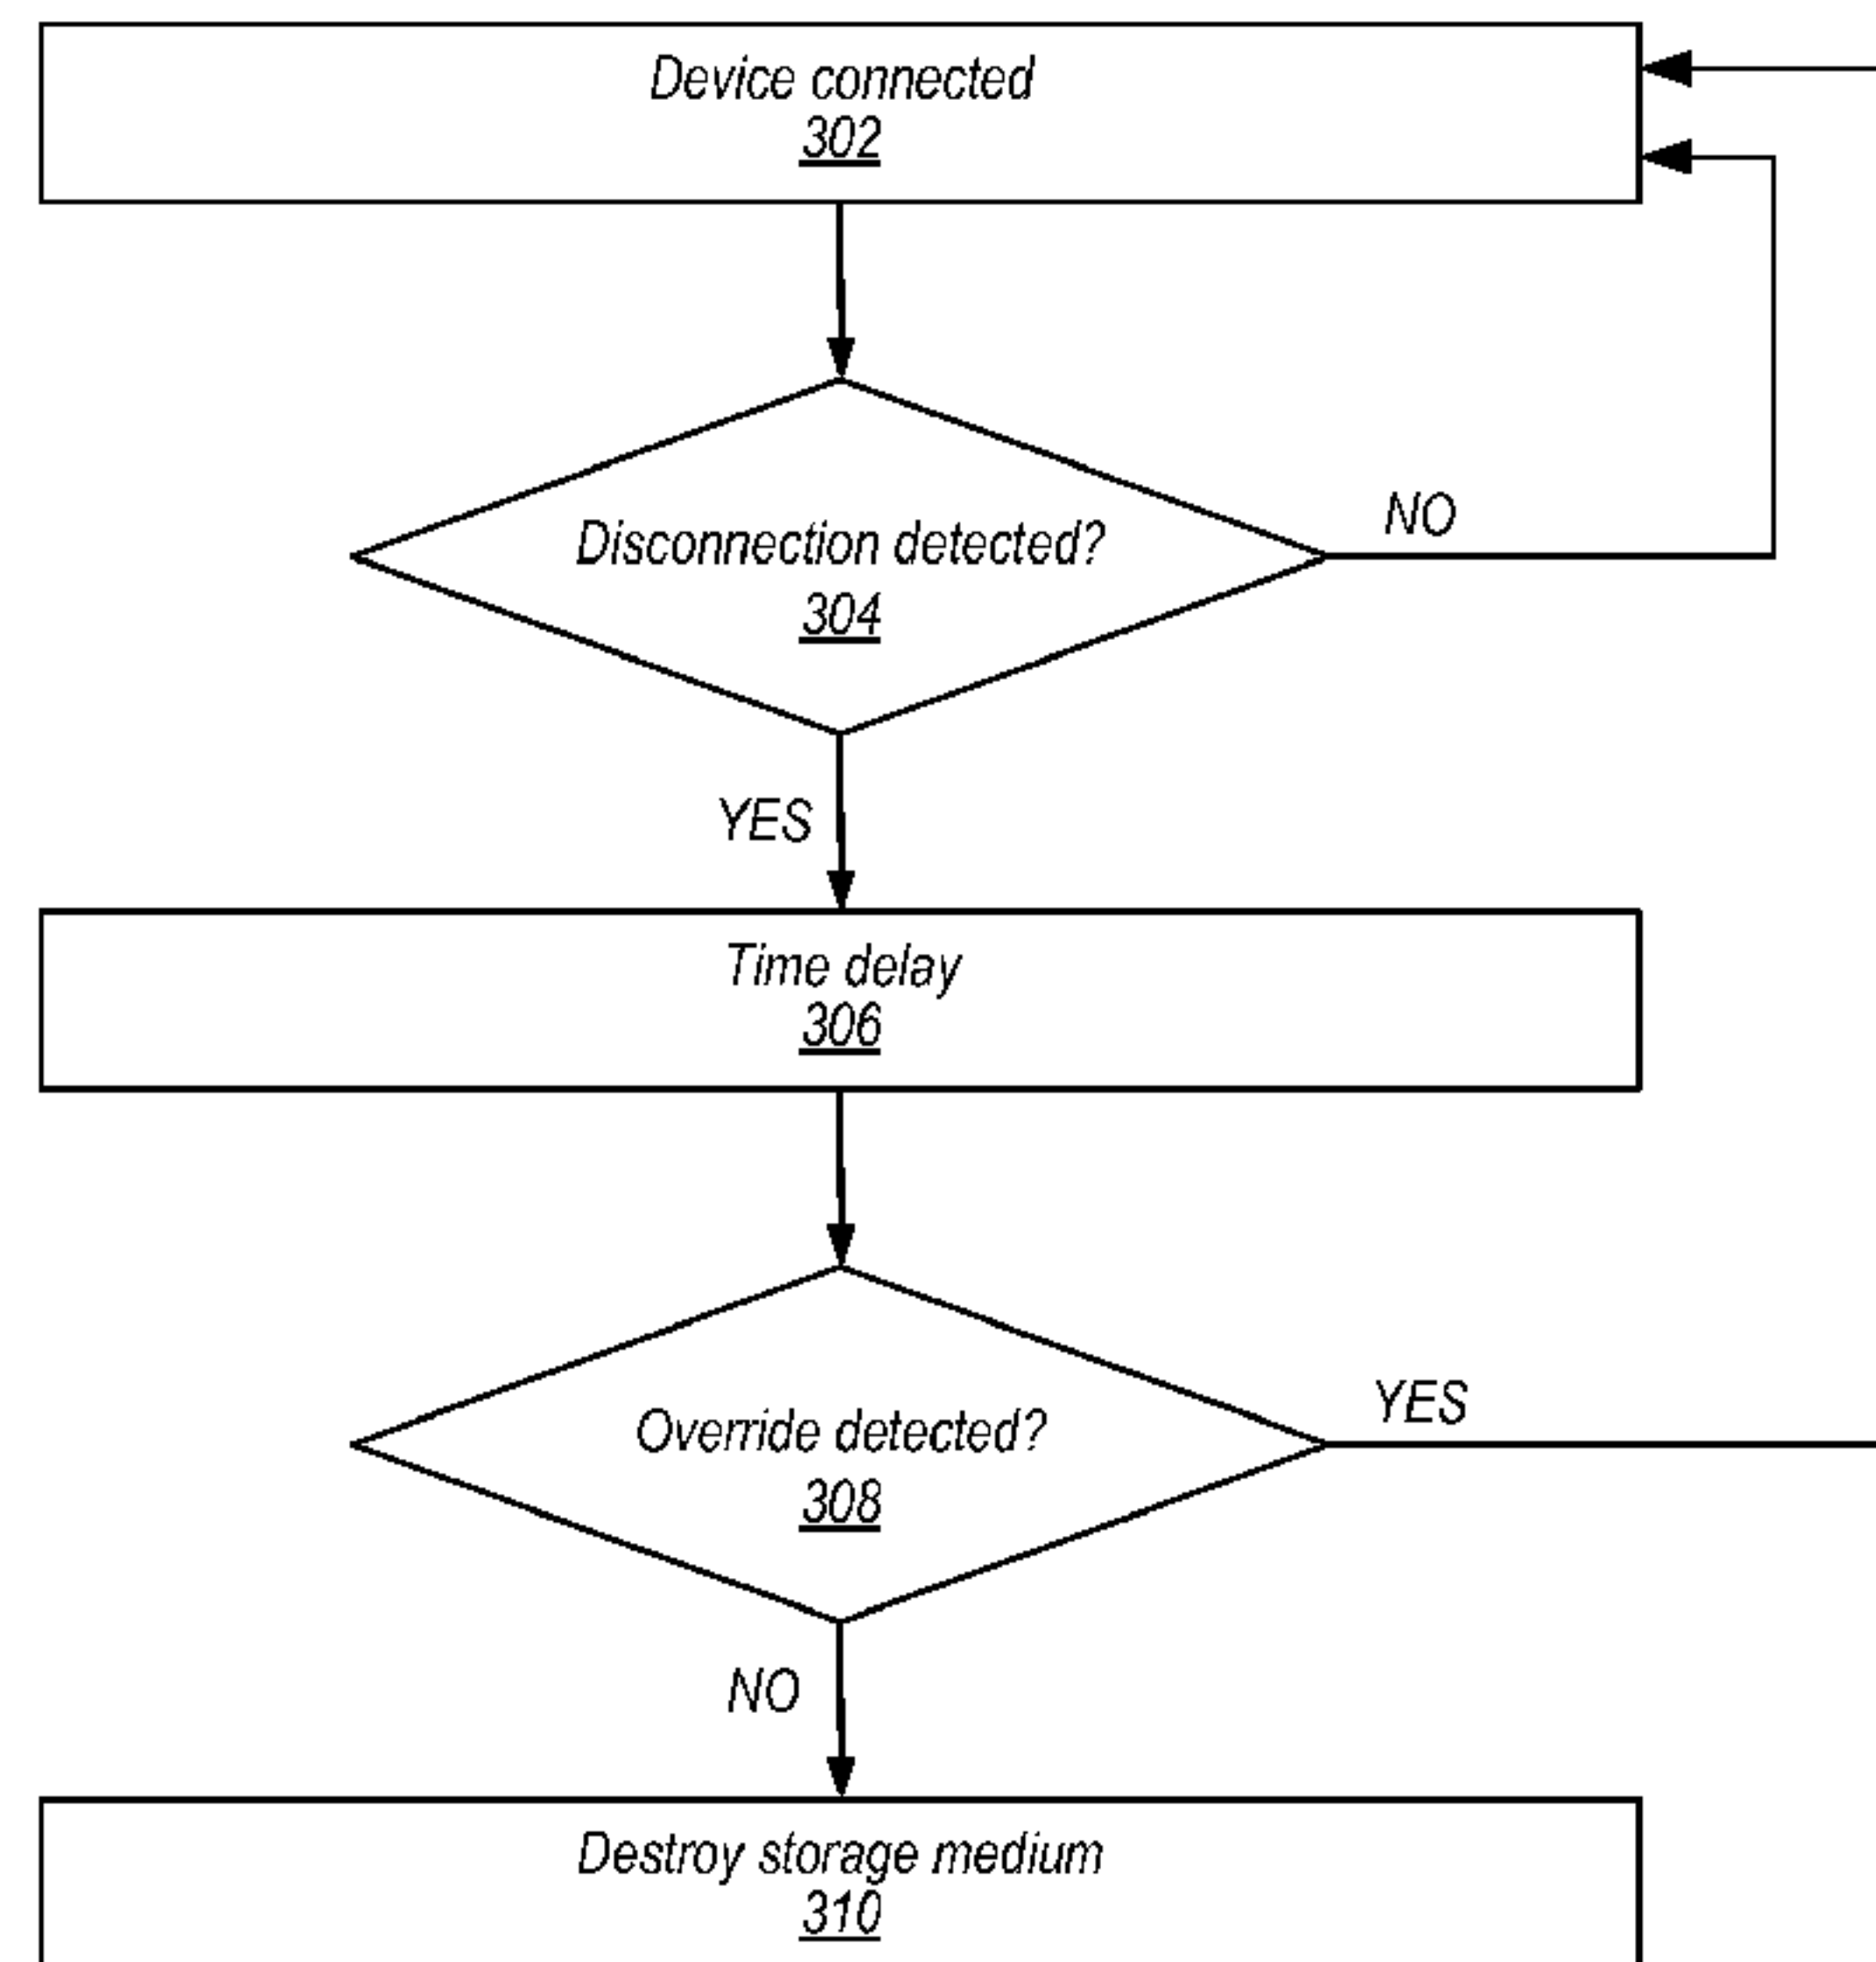 Device connected
302
Disconnection detected?
304
NO
YES
Time delay
306
Override detected?
308
YES
NO
Destroy storage medium
310